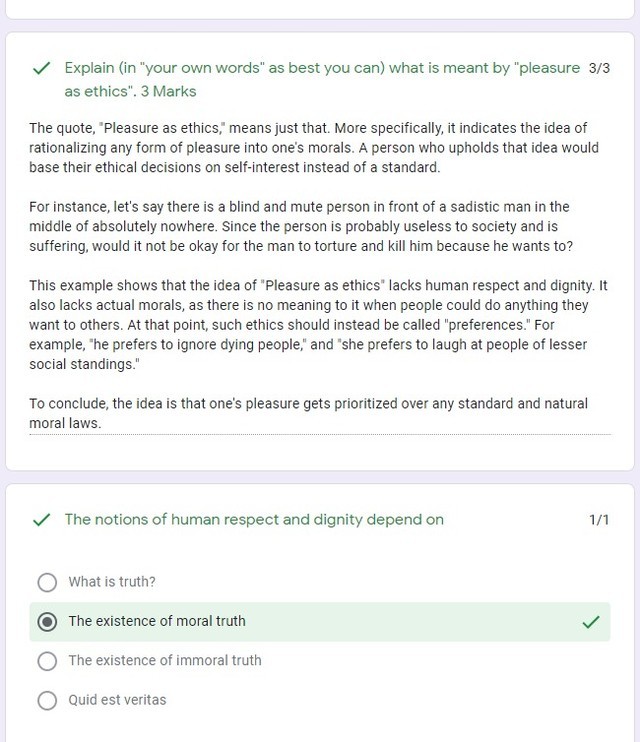 Explain (in "your own words" as best you can) what is meant by "pleasure 3/3
as ethics". 3 Marks
The quote, "Pleasure as ethics," means just that. More specifically, it indicates the idea of
rationalizing any form of pleasure into one's morals. A person who upholds that idea would
base their ethical decisions on self-interest instead of a standard.
For instance, let's say there is a blind and mute person in front of a sadistic man in the
middle of absolutely nowhere. Since the person is probably useless to society and is
suffering, would it not be okay for the man to torture and kill him because he wants to?
This example shows that the idea of "Pleasure as ethics" lacks human respect and dignity. It
also lacks actual morals, as there is no meaning to it when people could do anything they
want to others. At that point, such ethics should instead be called "preferences." For
example, "he prefers to ignore dying people," and "she prefers to laugh at people of lesser
social standings."
To conclude, the idea is that one's pleasure gets prioritized over any standard and natural
moral laws.
The notions of human respect and dignity depend on 1/1
What is truth?
The existence of moral truth
The existence of immoral truth
Quid est veritas